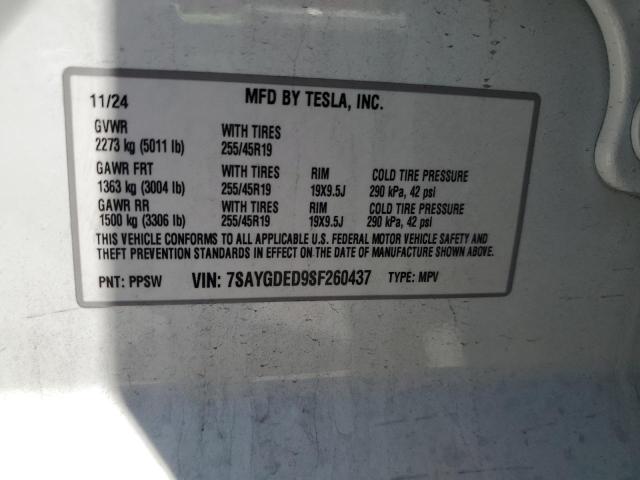 11/24 MFD BY TESLA, INC.
GVWR WITH TIRES
2273 kg (5011 lb) 255/45R19
GAWR FRT WITH TIRES RIM COLD TIRE PRESSURE
1363 kg (3004 lb) 255/45R19 19X9.5J 290 kPa, 42 psi
GAWR RR WITH TIRES RIM COLD TIRE PRESSURE
1500 kg (3306 lb) 255/45R19 19X9.5J 290 kPa, 42 psi
THIS VEHICLE CONFORMS TO ALL APPLICABLE U.S. FEDERAL MOTOR VEHICLE SAFETY AND
THEFT PREVENTION STANDARDS IN EFFECT ON THE DATE OF MANUFACTURE SHOWN ABOVE.
PNT: PPSW VIN: 7SAYGDED9SF260437 TYPE: MPV